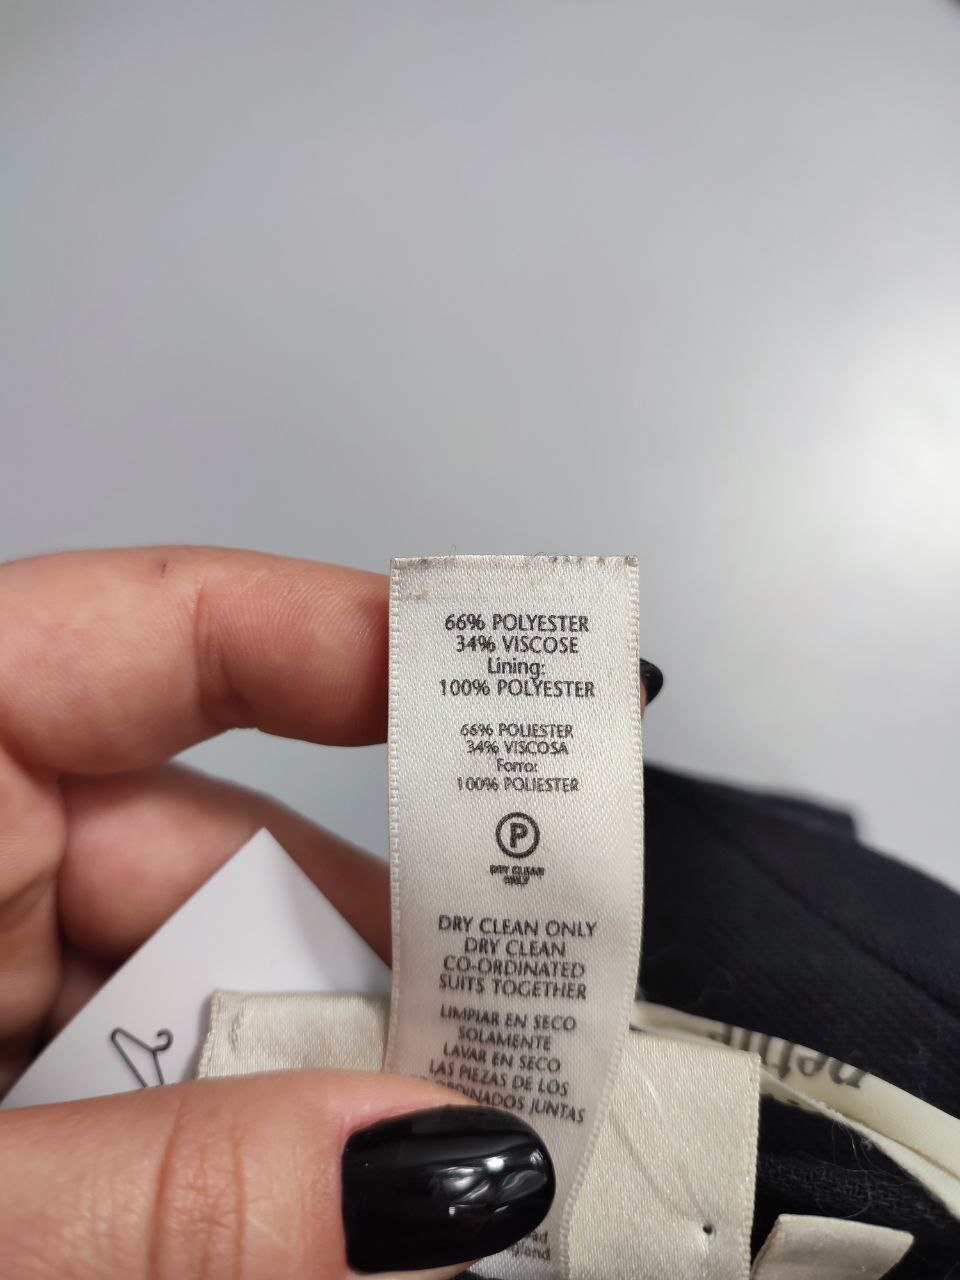 66% POLYESTER
34% VISCOSE
Lining:
100% POLYESTER
66% POLIESTER
34% VISCOSA
Forro:
100% POLIESTER
P
DRY CLEAN
ONLY
DRY CLEAN ONLY
DRY CLEAN
CO-ORDINATED
SUITS TOGETHER
LIMPIAR EN SECO
SOLAMENTE
LAVAR EN SECO
LAS PIEZAS DE LOS
JUNTAS